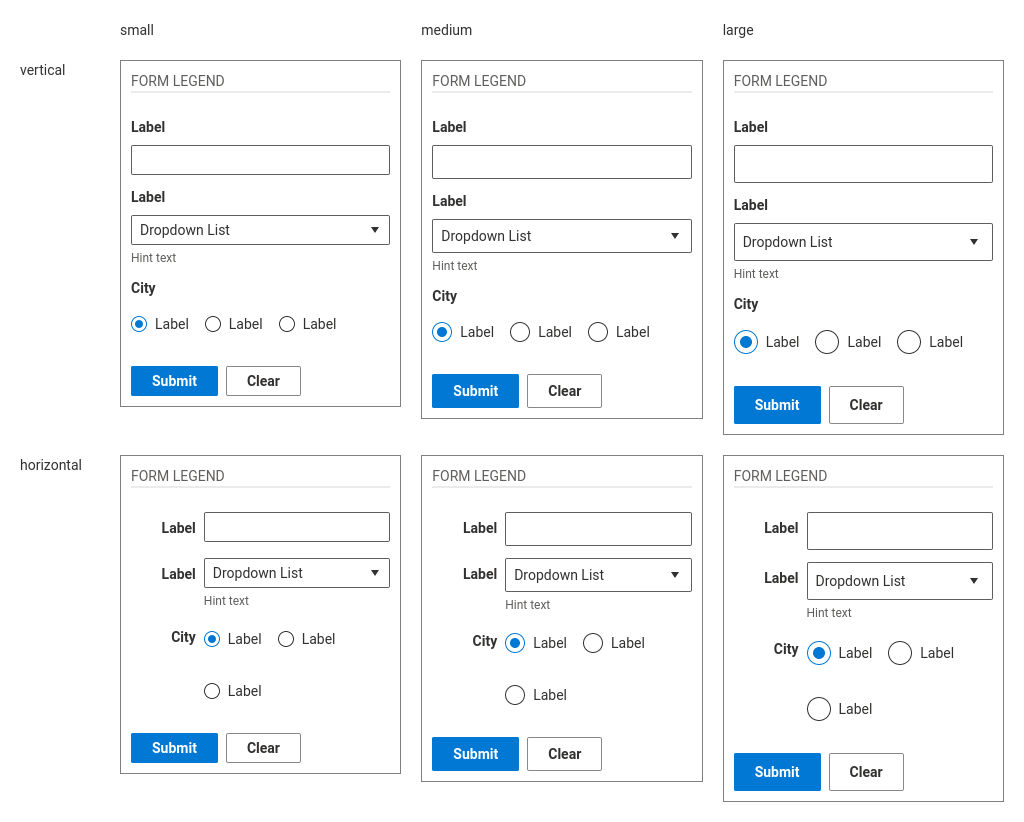 small medium large
vertical
FORM LEGEND
Label
Label
Dropdown List
Hint text
City
Label Label Label
Submit Clear
FORM LEGEND
Label
Label
Dropdown List
Hint text
City
Label Label Label
Submit Clear
FORM LEGEND
Label
Label
Dropdown List
Hint text
City
Label Label Label
Submit Clear
horizontal
FORM LEGEND
Label
Label Dropdown List
Hint text
City Label Label
Label
Submit Clear
FORM LEGEND
Label
Label Dropdown List
Hint text
City Label Label
Label
Submit Clear
FORM LEGEND
Label
Label Dropdown List
Hint text
City Label Label
Label
Submit Clear